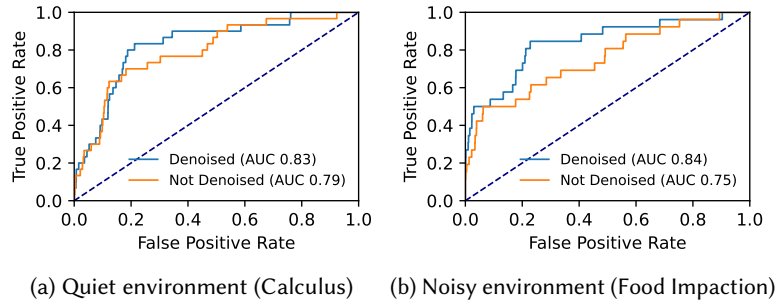 True Positive Rate
1.0
0.8
0.6
0.4
0.2
0.0
Denoised (AUC 0.83)
Not Denoised (AUC 0.79)
0.0 0.2 0.4 0.6 0.8 1.0
False Positive Rate
(a) Quiet environment (Calculus)
True Positive Rate
1.0
0.8
0.6
0.4
0.2
0.0
Denoised (AUC 0.84)
Not Denoised (AUC 0.75)
0.0 0.2 0.4 0.6 0.8 1.0
False Positive Rate
(b) Noisy environment (Food Impaction)